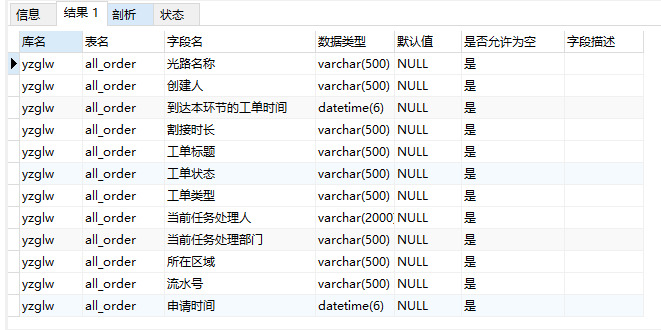 信息 结果 1 剖析 状态
库名 表名 字段名 数据类型 默认值 是否允许为空 字段描述
yzglw all_order 光路名称 varchar(500) NULL 是
yzglw all_order 创建人 varchar(500) NULL 是
yzglw all_order 到达本环节的工单时间 datetime(6) NULL 是
yzglw all_order 割接时长 varchar(500) NULL 是
yzglw all_order 工单标题 varchar(500) NULL 是
yzglw all_order 工单状态 varchar(500) NULL 是
yzglw all_order 工单类型 varchar(500) NULL 是
yzglw all_order 当前任务处理人 varchar(2000) NULL 是
yzglw all_order 当前任务处理部门 varchar(500) NULL 是
yzglw all_order 所在区域 varchar(500) NULL 是
yzglw all_order 流水号 varchar(500) NULL 是
yzglw all_order 申请时间 datetime(6) NULL 是